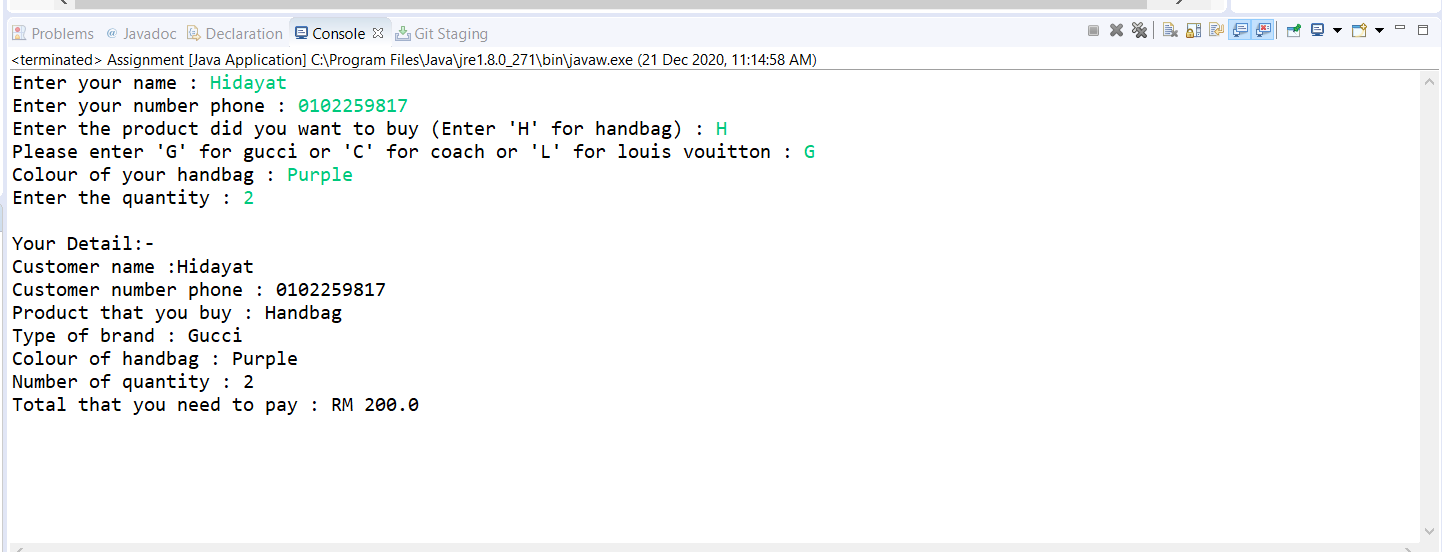 Problems @ Javadoc Declaration Console Git Staging
<terminated> Assignment [Java Application] C:\Program Files\Java\jre1.8.0_271\bin\javaw.exe (21 Dec 2020, 11:14:58 AM)
Enter your name : Hidayat
Enter your number phone : 0102259817
Enter the product did you want to buy (Enter 'H' for handbag) : H
Please enter 'G' for gucci or 'C' for coach or 'L' for louis vouitton : G
Colour of your handbag : Purple
Enter the quantity : 2
Your Detail:-
Customer name :Hidayat
Customer number phone : 0102259817
Product that you buy : Handbag
Type of brand : Gucci
Colour of handbag : Purple
Number of quantity : 2
Total that you need to pay : RM 200.0